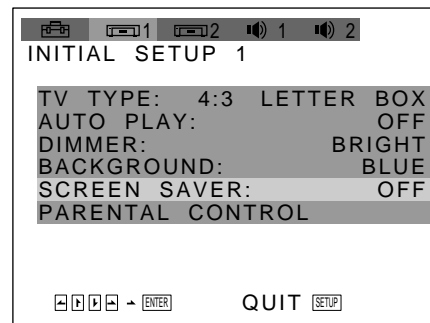 1 2 1 2
INITIAL SETUP 1
TV TYPE: 4:3 LETTER BOX
AUTO PLAY: OFF
DIMMER: BRIGHT
BACKGROUND: BLUE
SCREEN SAVER: OFF
PARENTAL CONTROL
ENTER QUIT SETUP